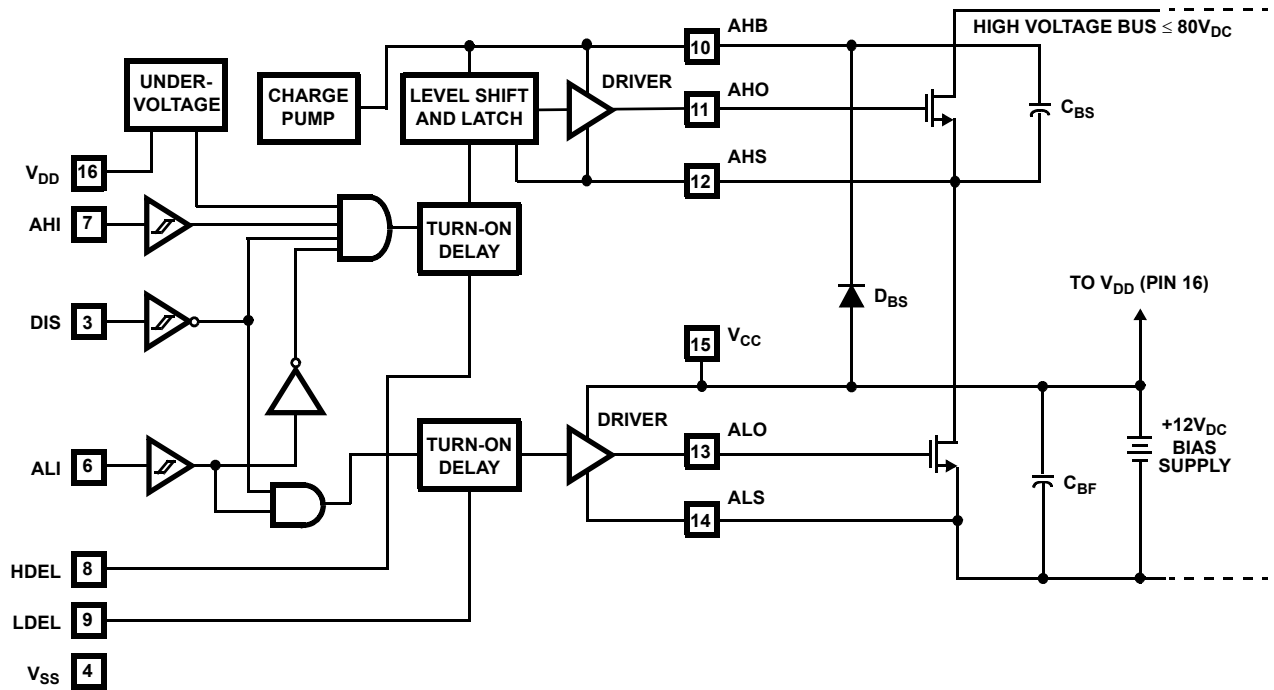 AHB
10
HIGH VOLTAGE BUS ≤ 80VDC
UNDER-
VOLTAGE
CHARGE
PUMP
LEVEL SHIFT
AND LATCH
DRIVER
AHO
11
CBS
AHS
12
VDD 16
AHI 7
TURN-ON
DELAY
DIS 3
DBS
TO VDD (PIN 16)
15
VCC
ALI 6
TURN-ON
DELAY
DRIVER
ALO
13
ALS
14
CBF
+12VDC
BIAS
SUPPLY
HDEL 8
LDEL 9
VSS 4